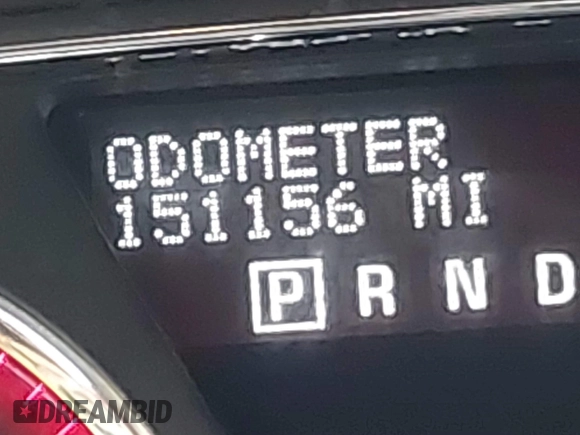 ODOMETER
151156 MI
P R N D
DREAMBID